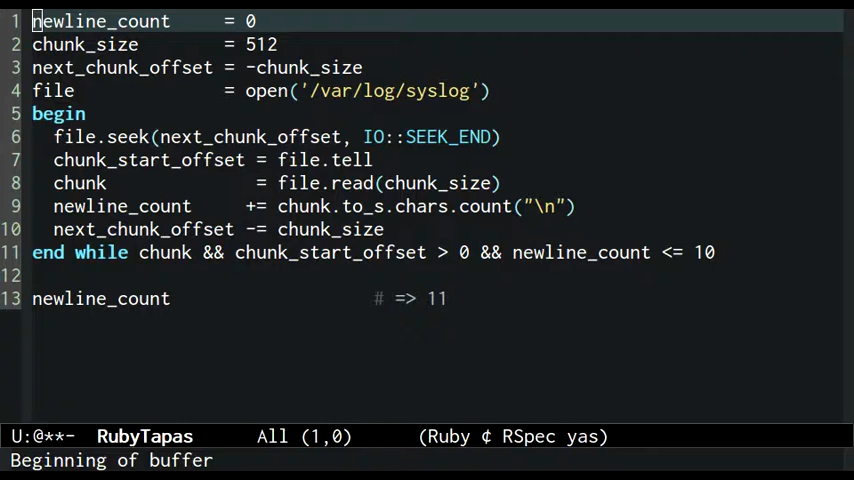 1 newline_count     = 0
2 chunk_size        = 512
3 next_chunk_offset = -chunk_size
4 file              = open('/var/log/syslog')
5 begin
6   file.seek(next_chunk_offset, IO::SEEK_END)
7   chunk_start_offset = file.tell
8   chunk              = file.read(chunk_size)
9   newline_count     += chunk.to_s.chars.count("\n")
10   next_chunk_offset -= chunk_size
11 end while chunk && chunk_start_offset > 0 && newline_count <= 10
12
13 newline_count                   # => 11
U:@**-  RubyTapas      All (1,0)      (Ruby ¢ RSpec yas)
Beginning of buffer